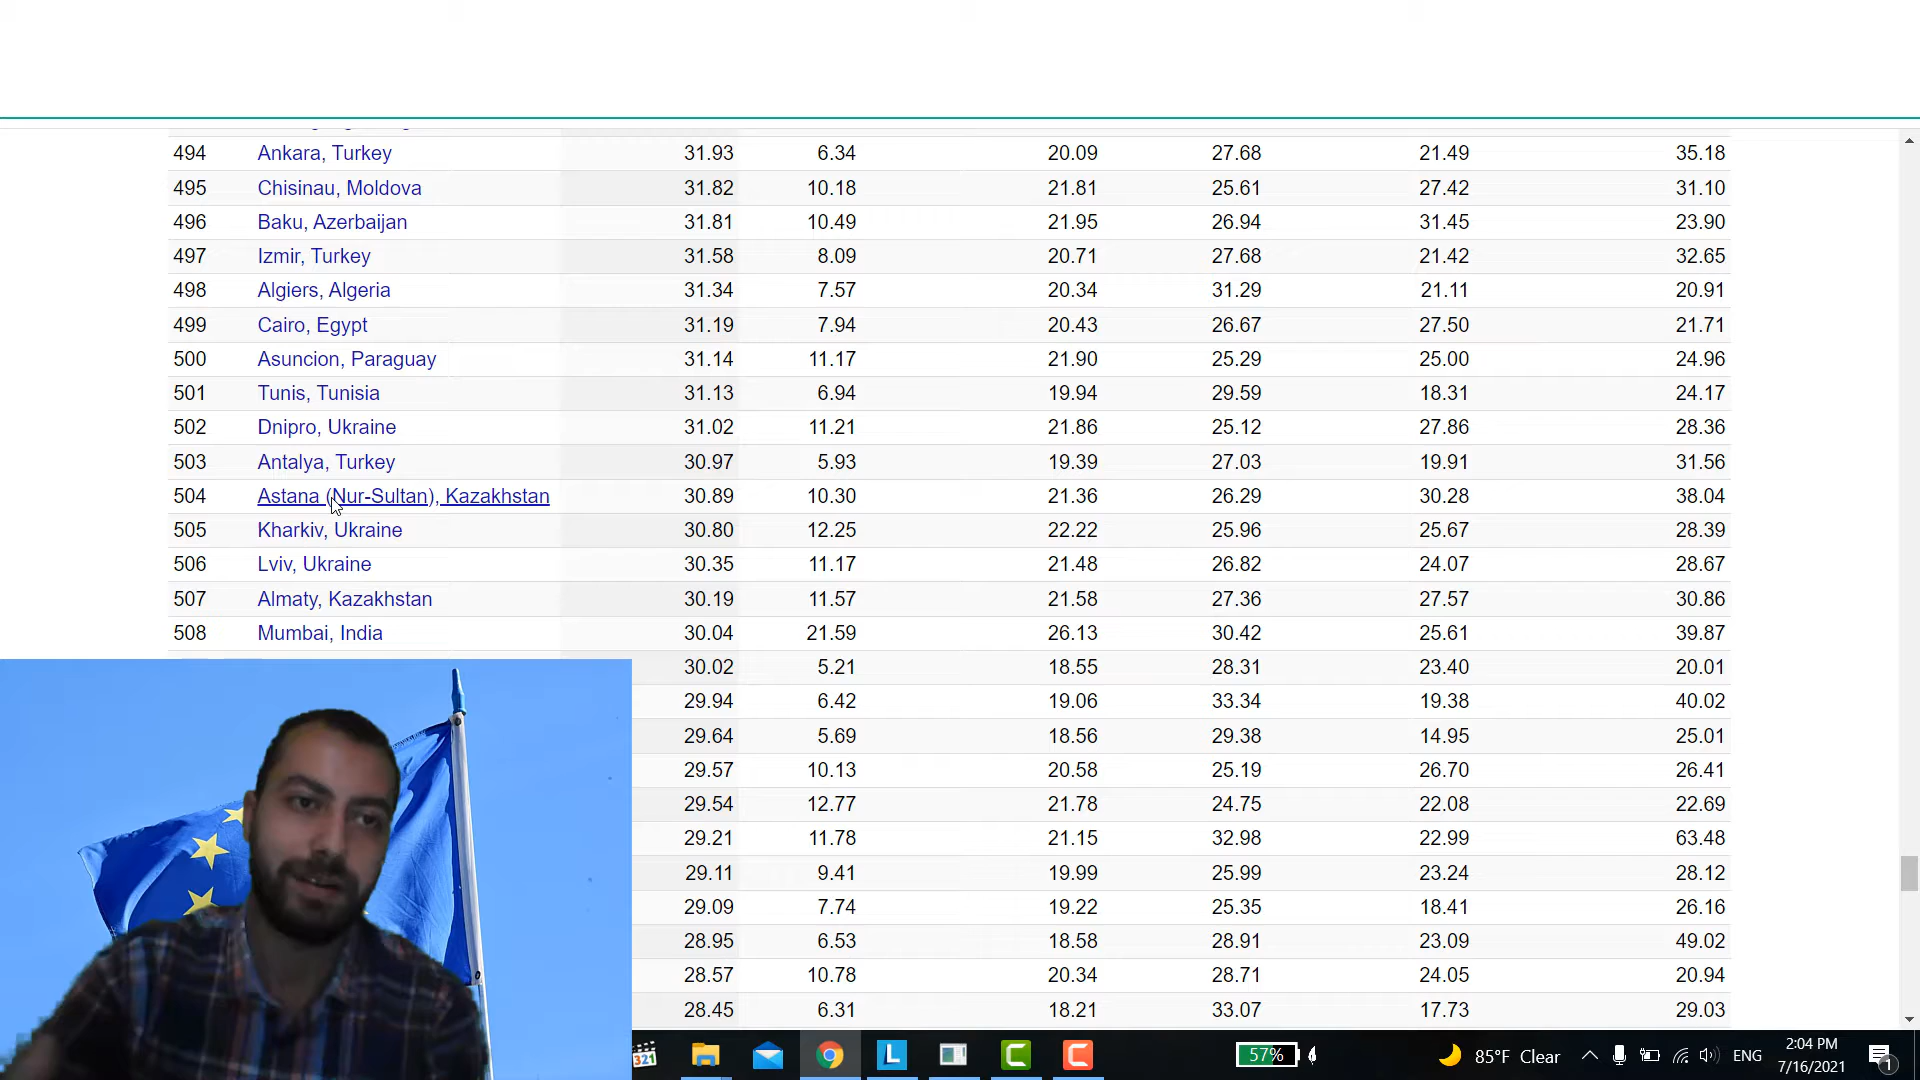 494 Ankara, Turkey 31.93 6.34 20.09 27.68 21.49 35.18
495 Chisinau, Moldova 31.82 10.18 21.81 25.61 27.42 31.10
496 Baku, Azerbaijan 31.81 10.49 21.95 26.94 31.45 23.90
497 Izmir, Turkey 31.58 8.09 20.71 27.68 21.42 32.65
498 Algiers, Algeria 31.34 7.57 20.34 31.29 21.11 20.91
499 Cairo, Egypt 31.19 7.94 20.43 26.67 27.50 21.71
500 Asuncion, Paraguay 31.14 11.17 21.90 25.29 25.00 24.96
501 Tunis, Tunisia 31.13 6.94 19.94 29.59 18.31 24.17
502 Dnipro, Ukraine 31.02 11.21 21.86 25.12 27.86 28.36
503 Antalya, Turkey 30.97 5.93 19.39 27.03 19.91 31.56
504 Astana (Nur-Sultan), Kazakhstan 30.89 10.30 21.36 26.29 30.28 38.04
505 Kharkiv, Ukraine 30.80 12.25 22.22 25.96 25.67 28.39
506 Lviv, Ukraine 30.35 11.17 21.48 26.82 24.07 28.67
507 Almaty, Kazakhstan 30.19 11.57 21.58 27.36 27.57 30.86
508 Mumbai, India 30.04 21.59 26.13 30.42 25.61 39.87
30.02 5.21 18.55 28.31 23.40 20.01
29.94 6.42 19.06 33.34 19.38 40.02
29.64 5.69 18.56 29.38 14.95 25.01
29.57 10.13 20.58 25.19 26.70 26.41
29.54 12.77 21.78 24.75 22.08 22.69
29.21 11.78 21.15 32.98 22.99 63.48
29.11 9.41 19.99 25.99 23.24 28.12
29.09 7.74 19.22 25.35 18.41 26.16
28.95 6.53 18.58 28.91 23.09 49.02
28.57 10.78 20.34 28.71 24.05 20.94
28.45 6.31 18.21 33.07 17.73 29.03
321 L C C 57% 85°F Clear ENG 2:04 PM
7/16/2021 1